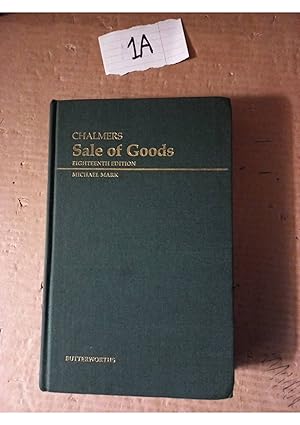 1A
CHALMERS
Sale of Goods
EIGHTEENTH EDITION
MICHAEL MARK
BUTTERWORTHS